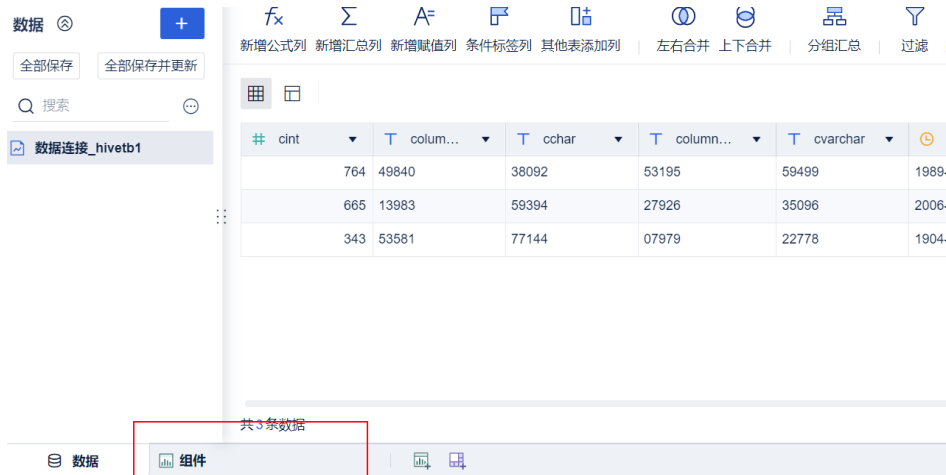 数据
全部保存 全部保存并更新
搜索
数据连接_hivetb1
新增公式列 新增汇总列 新增赋值列 条件标签列 其他表添加列 左右合并 上下合并 分组汇总 过滤
cint colum... cchar column... cvarchar
764 49840 38092 53195 59499 1989-
665 13983 59394 27926 35096 2006-
343 53581 77144 07979 22778 1904-
共3条数据
数据 组件